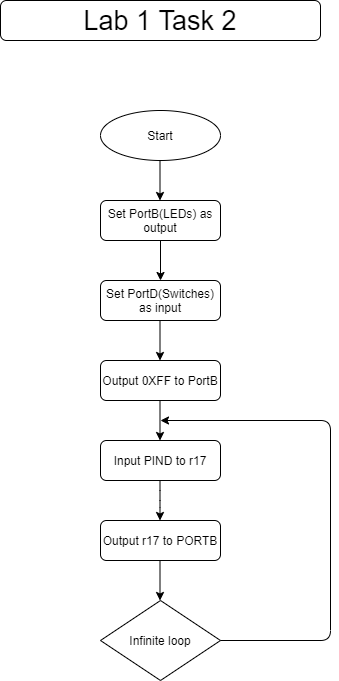 Lab 1 Task 2
Start
Set PortB(LEDs) as
output
Set PortD(Switches)
as input
Output 0XFF to PortB
Input PIND to r17
Output r17 to PORTB
Infinite loop